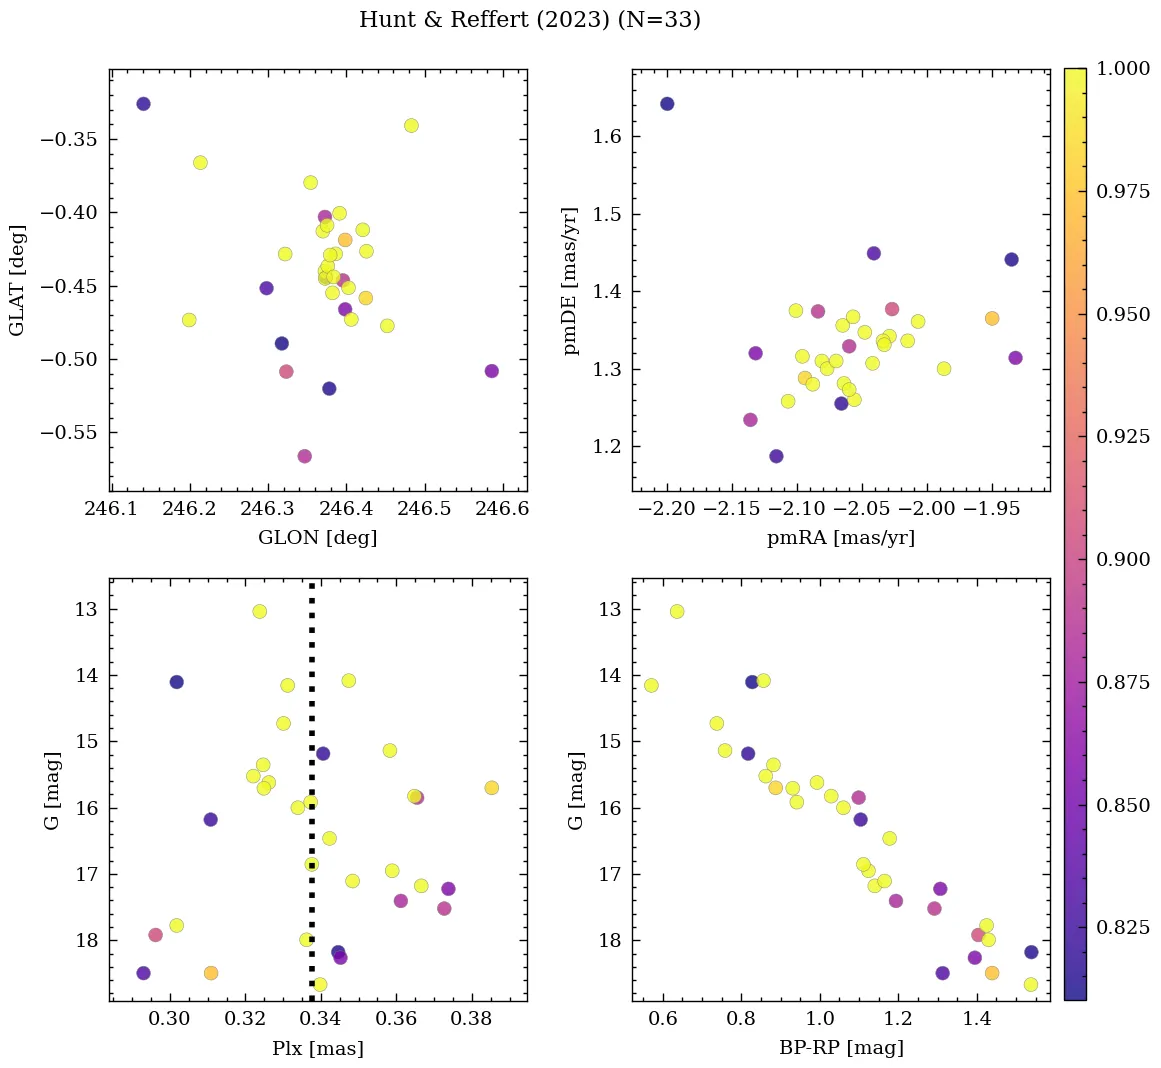 Hunt & Reffert (2023) (N=33)
−0.35
−0.40
−0.45
−0.50
−0.55
GLAT [deg]
246.1 246.2 246.3 246.4 246.5 246.6
GLON [deg]
1.6
1.5
1.4
1.3
1.2
pmDE [mas/yr]
−2.20 −2.15 −2.10 −2.05 −2.00 −1.95
pmRA [mas/yr]
13
14
15
16
17
18
G [mag]
0.30 0.32 0.34 0.36 0.38
Plx [mas]
13
14
15
16
17
18
G [mag]
0.6 0.8 1.0 1.2 1.4
BP-RP [mag]
1.000
0.975
0.950
0.925
0.900
0.875
0.850
0.825